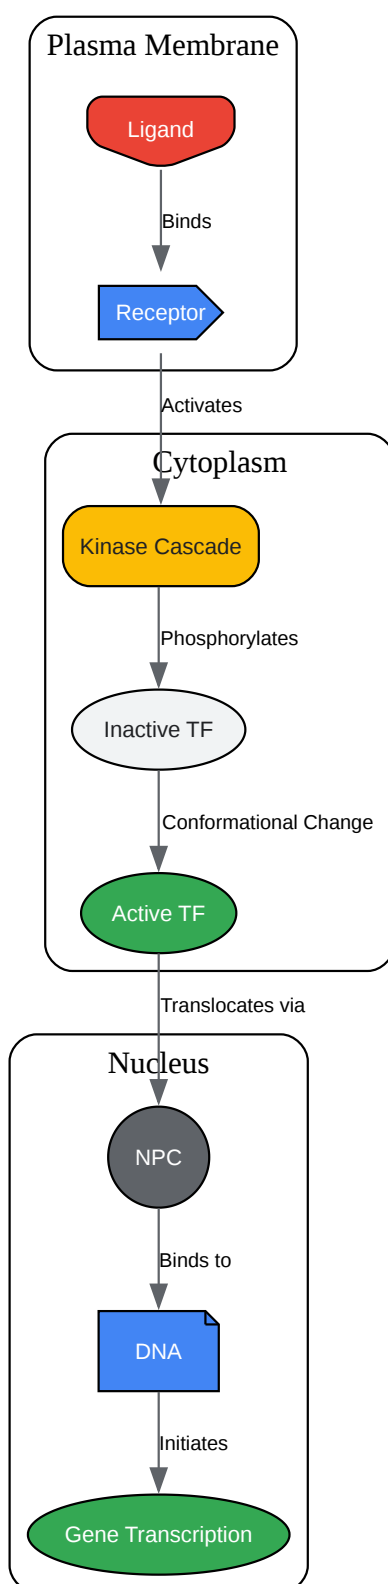 Plasma Membrane
Ligand
Binds
Receptor
Activates
Cytoplasm
Kinase Cascade
Phosphorylates
Inactive TF
Conformational Change
Active TF
Translocates via
Nucleus
NPC
Binds to
DNA
Initiates
Gene Transcription